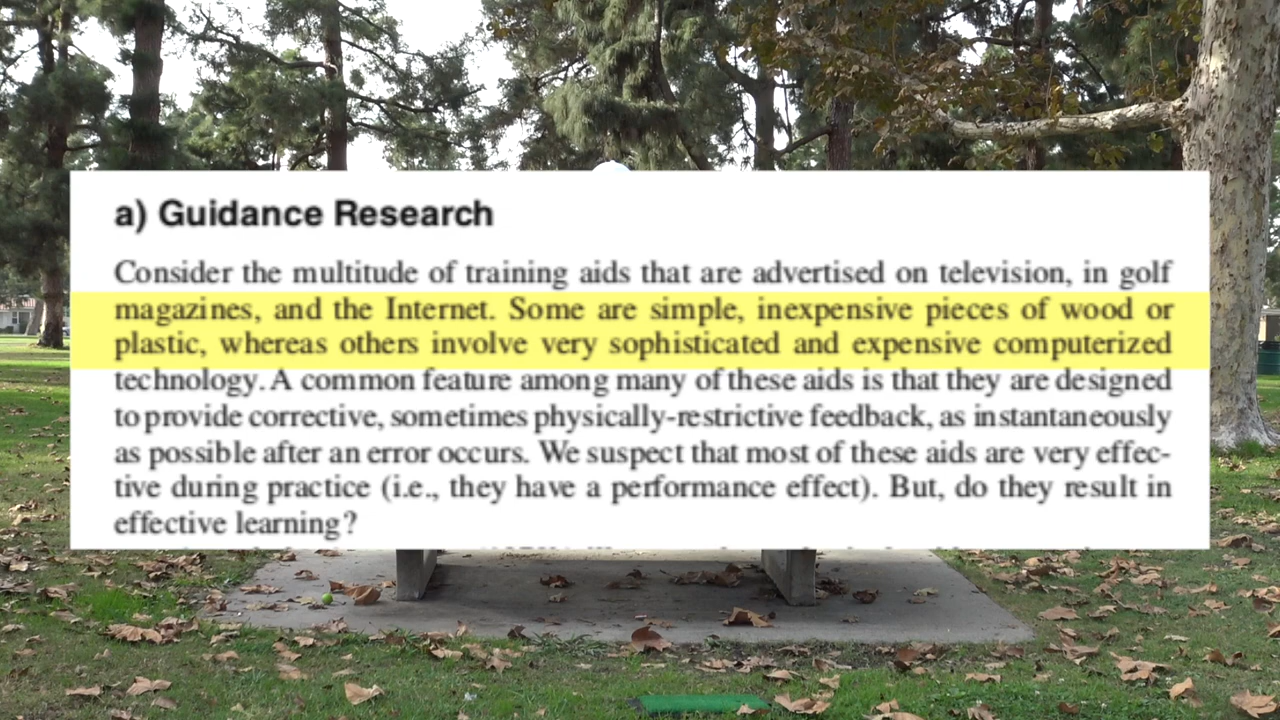 a) Guidance Research
Consider the multitude of training aids that are advertised on television, in golf
magazines, and the Internet. Some are simple, inexpensive pieces of wood or
plastic, whereas others involve very sophisticated and expensive computerized
technology. A common feature among many of these aids is that they are designed
to provide corrective, sometimes physically-restrictive feedback, as instantaneously
as possible after an error occurs. We suspect that most of these aids are very effec-
tive during practice (i.e., they have a performance effect). But, do they result in
effective learning?